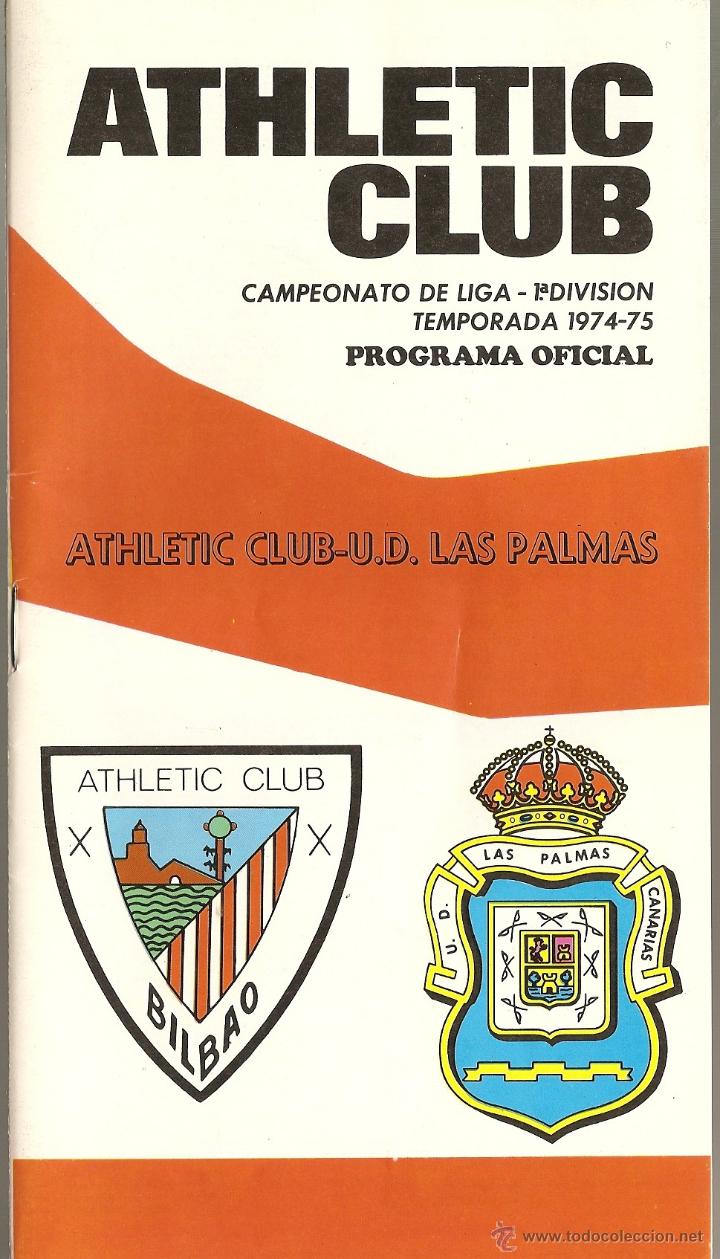 ATHLETIC
CLUB
CAMPEONATO DE LIGA - 1ª DIVISION
TEMPORADA 1974-75
PROGRAMA OFICIAL
ATHLETIC CLUB-U.D. LAS PALMAS
ATHLETIC CLUB
X X
BILBAO
U. D. LAS PALMAS CANARIAS
www.todocoleccion.net